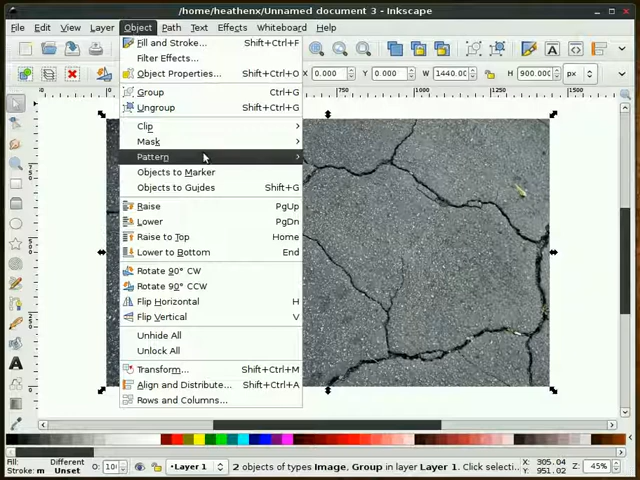 /home/heathenx/Unnamed document 3 - Inkscape
File Edit View Layer Object Path Text Effects Whiteboard Help
X 0.000 Y 0.000 W 1440.00 H 900.000 px
750 1000 1250 1500
Fill and Stroke... Shift+Ctrl+F
Filter Effects...
Object Properties... Shift+Ctrl+O
Group Ctrl+G
Ungroup Shift+Ctrl+G
Clip
Mask
Pattern
Objects to Marker
Objects to Guides Shift+G
Raise PgUp
Lower PgDn
Raise to Top Home
Lower to Bottom End
Rotate 90° CW
Rotate 90° CCW
Flip Horizontal H
Flip Vertical V
Unhide All
Unlock All
Transform... Shift+Ctrl+M
Align and Distribute... Shift+Ctrl+A
Rows and Columns...
Fill: Different
Stroke: m Unset
O: 10
Layer 1
2 objects of types Image, Group in layer Layer 1. Click selecti...
X: 305.04
Y: 951.02
Z: 45%